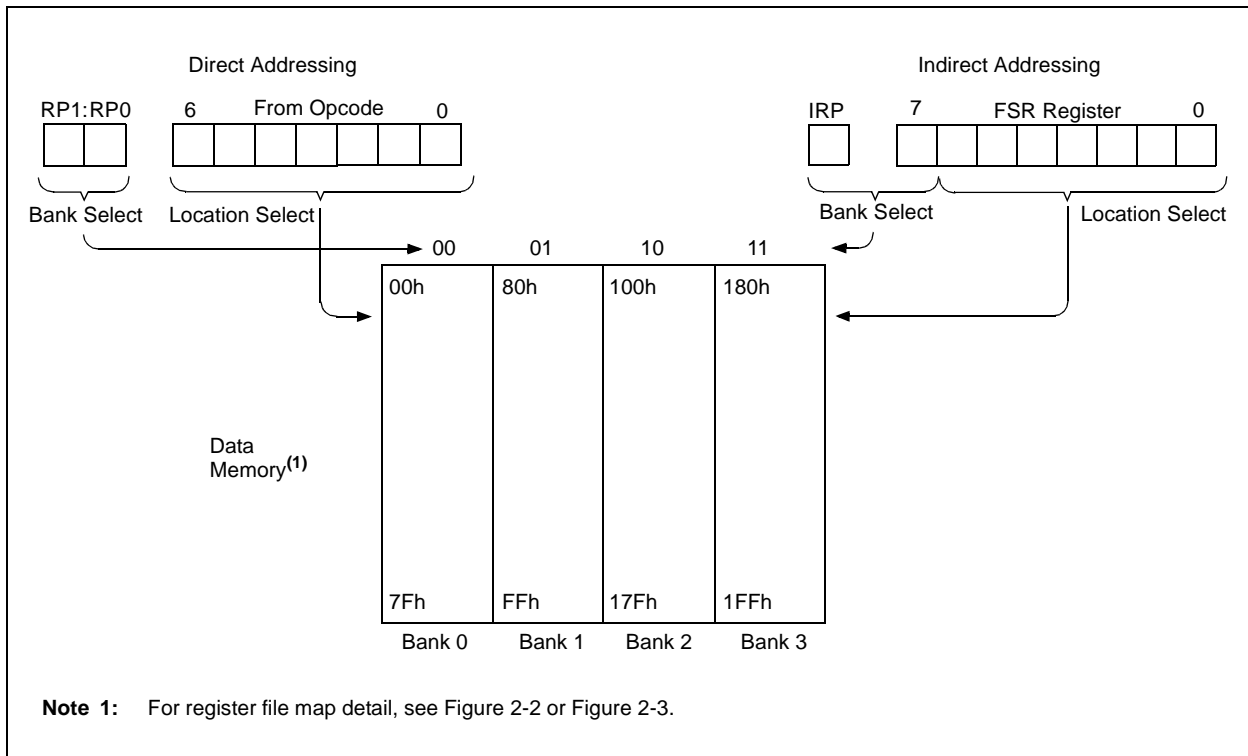 Direct Addressing
Indirect Addressing
RP1:RP0 6 From Opcode 0
IRP 7 FSR Register 0
Bank Select Location Select
Bank Select Location Select
00 01 10 11
00h 80h 100h 180h
Data
Memory(1)
7Fh FFh 17Fh 1FFh
Bank 0 Bank 1 Bank 2 Bank 3
Note 1: For register file map detail, see Figure 2-2 or Figure 2-3.